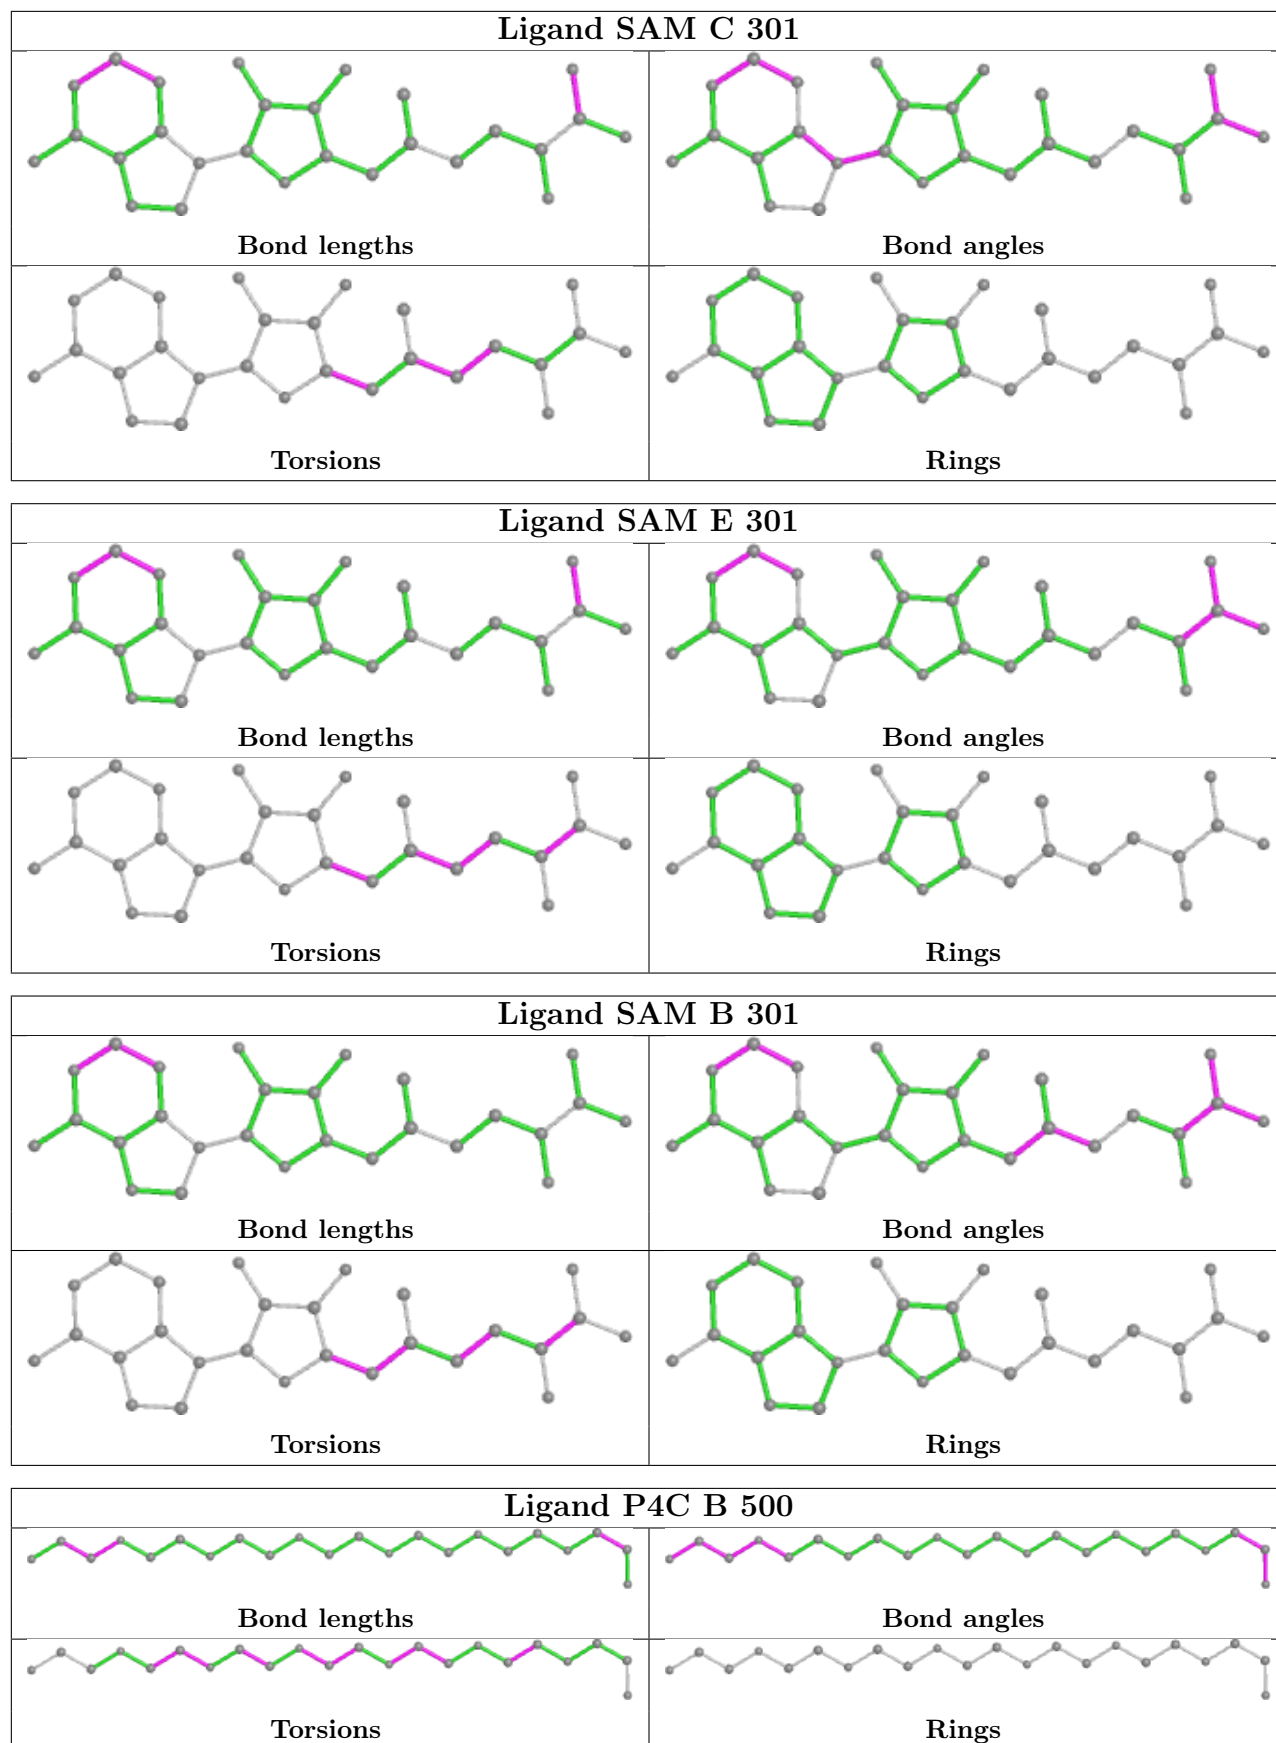 Ligand SAM C 301
Bond lengths
Bond angles
Torsions
Rings
Ligand SAM E 301
Bond lengths
Bond angles
Torsions
Rings
Ligand SAM B 301
Bond lengths
Bond angles
Torsions
Rings
Ligand P4C B 500
Bond lengths
Bond angles
Torsions
Rings